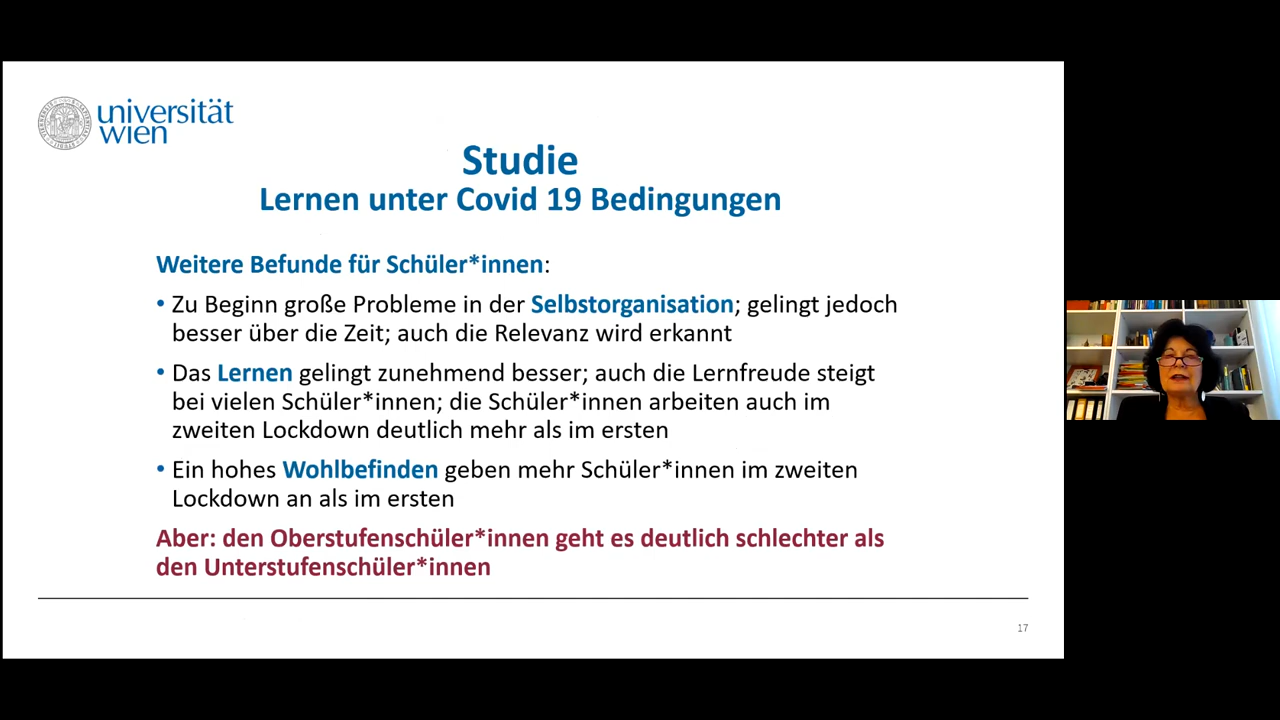 universität
wien
Studie
Lernen unter Covid 19 Bedingungen
Weitere Befunde für Schüler*innen:
• Zu Beginn große Probleme in der Selbstorganisation; gelingt jedoch
besser über die Zeit; auch die Relevanz wird erkannt
• Das Lernen gelingt zunehmend besser; auch die Lernfreude steigt
bei vielen Schüler*innen; die Schüler*innen arbeiten auch im
zweiten Lockdown deutlich mehr als im ersten
• Ein hohes Wohlbefinden geben mehr Schüler*innen im zweiten
Lockdown an als im ersten
Aber: den Oberstufenschüler*innen geht es deutlich schlechter als
den Unterstufenschüler*innen
17